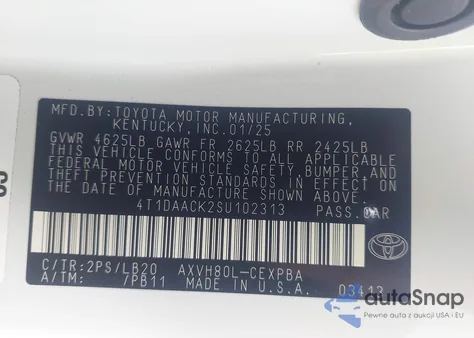 MFD.BY:TOYOTA MOTOR MANUFACTURING,
KENTUCKY,INC.01/25
GVWR 4625LB GAWR FR 2625LB RR 2425LB
THIS VEHICLE CONFORMS TO ALL APPLICABLE
FEDERAL MOTOR VEHICLE SAFETY,BUMPER,AND
THEFT PREVENTION STANDARDS IN EFFECT ON
THE DATE OF MANUFACTURE SHOWN ABOVE.
4T1DAACK2SU102313 PASS.CAR
C/TR:2PS/LB20 AXVH80L-CEXPBA
A/TM: 7PB11 MADE IN U.S.A. 03413
TOYOTA
autoSnap
Pewne auta z aukcji USA i EU